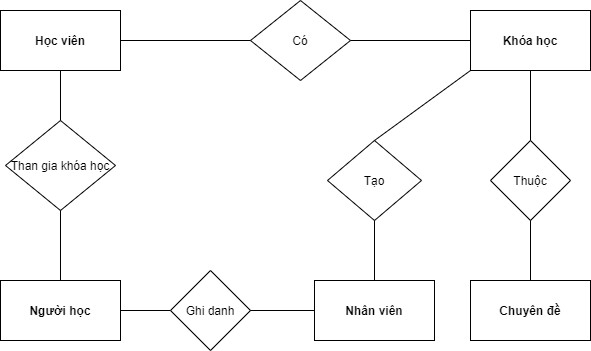 Học viên
Có
Khóa học
Than gia khóa học
Tạo
Thuộc
Người học
Ghi danh
Nhân viên
Chuyên đề